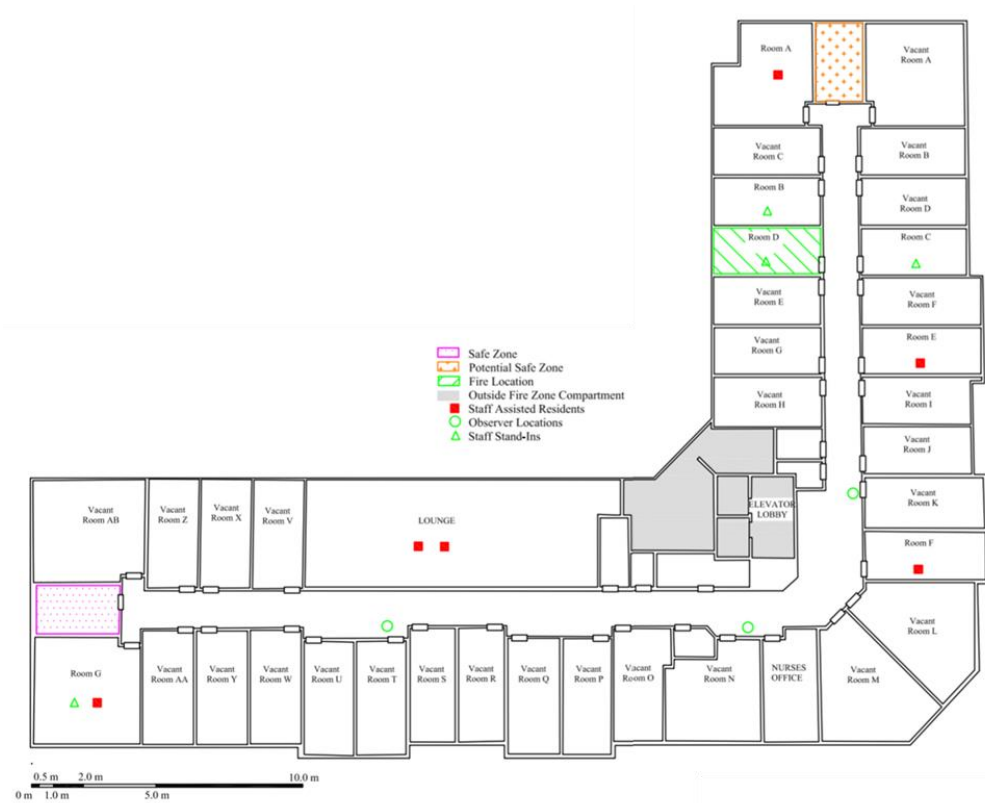 Room A
Vacant
Room A
Vacant
Room C
Vacant
Room B
Room B
Vacant
Room D
Room D
Room C
Vacant
Room E
Vacant
Room F
Vacant
Room G
Room E
Vacant
Room H
Vacant
Room I
Vacant
Room J
Safe Zone
Potential Safe Zone
Fire Location
Outside Fire Zone Compartment
Staff Assisted Residents
Observer Locations
Staff Stand-Ins
Vacant
Room AB
Vacant
Room Z
Vacant
Room X
Vacant
Room V
LOUNGE
ELEVATOR
LOBBY
Vacant
Room K
Room F
Vacant
Room L
Room G
Vacant
Room AA
Vacant
Room Y
Vacant
Room W
Vacant
Room U
Vacant
Room T
Vacant
Room S
Vacant
Room R
Vacant
Room Q
Vacant
Room P
Vacant
Room O
Vacant
Room N
NURSES
OFFICE
Vacant
Room M
0.5 m 2.0 m 10.0 m
0 m 1.0 m 5.0 m